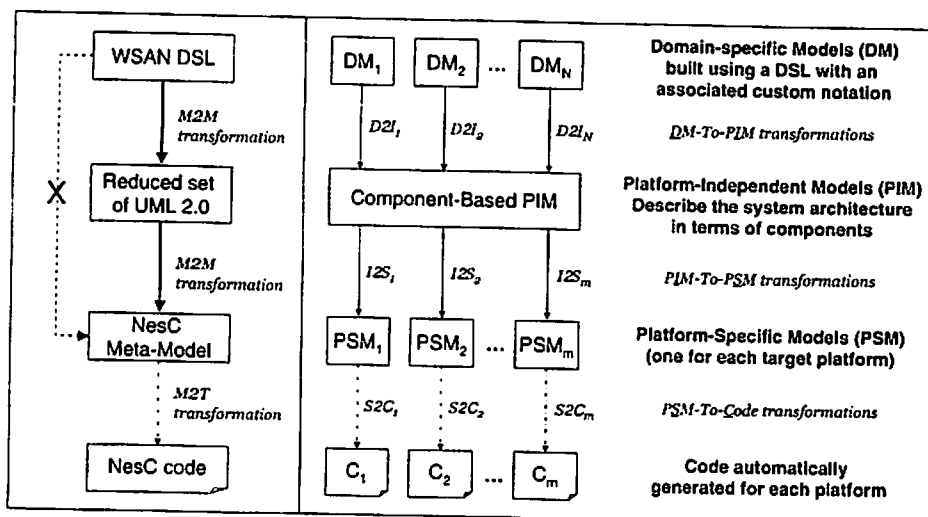 WSAN DSL
M2M
transformation
X
Reduced set
of UML 2.0
M2M
transformation
NesC
Meta-Model
M2T
transformation
NesC code
DM1 DM2 ... DMN
D2I1 D2I2 D2IN
Component-Based PIM
I2S1 I2S2 I2Sm
PSM1 PSM2 ... PSMm
S2C1 S2C2 S2Cm
C1 C2 ... Cm
Domain-specific Models (DM)
built using a DSL with an
associated custom notation
DM-To-PIM transformations
Platform-Independent Models (PIM)
Describe the system architecture
in terms of components
PIM-To-PSM transformations
Platform-Specific Models (PSM)
(one for each target platform)
PSM-To-Code transformations
Code automatically
generated for each platform